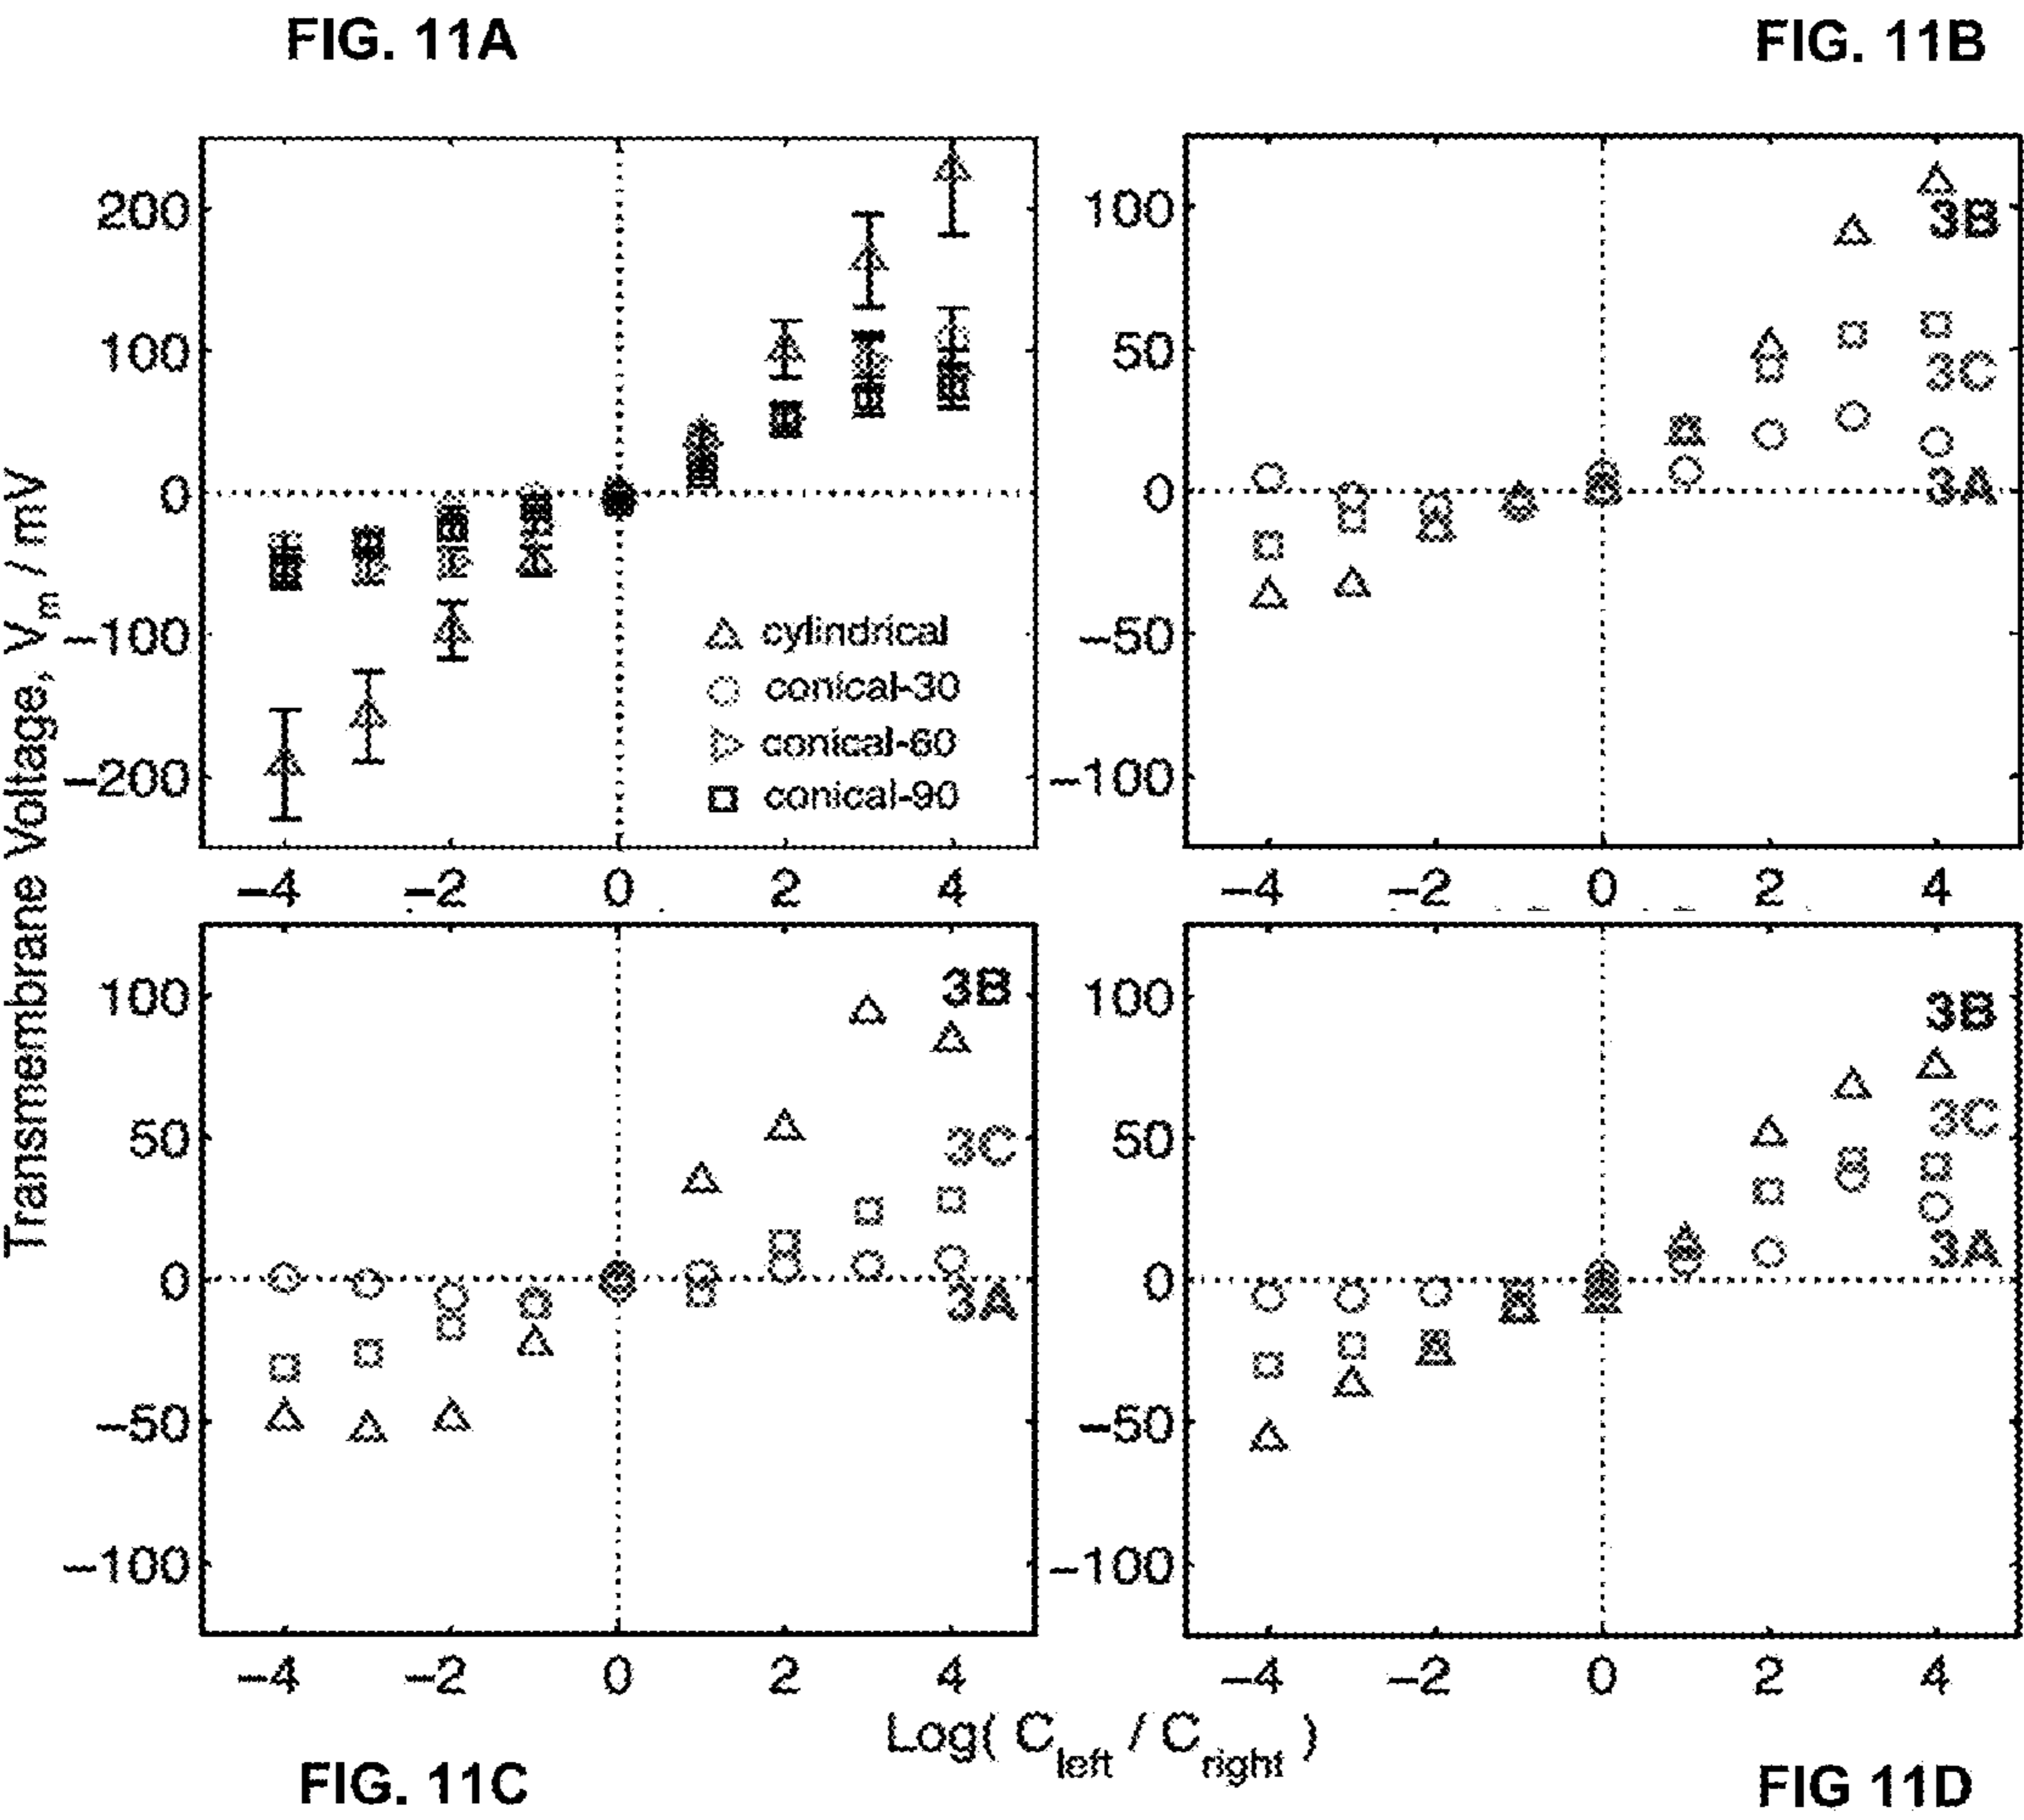 FIG. 11A
FIG. 11B
Transmembrane Voltage, Vm / mV
200
100
0
−100
−200
cylindrical
conical-30
conical-60
conical-90
−4 −2 0 2 4
100
50
0
−50
−100
3B
3C
3A
−4 −2 0 2 4
100
50
0
−50
−100
3B
3C
3A
−4 −2 0 2 4
100
50
0
−50
−100
3B
3C
3A
−4 −2 0 2 4
Log( Cleft / Cright )
FIG. 11C
FIG 11D